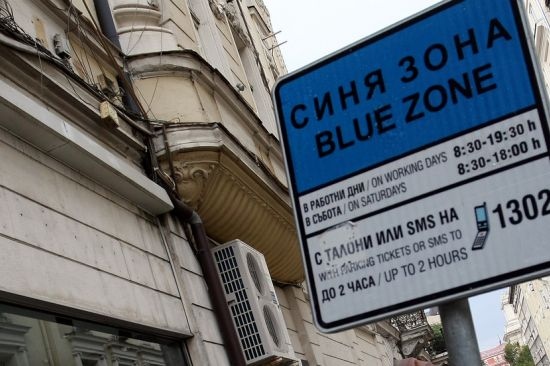 СИНЯ ЗОНА
BLUE ZONE
В РАБОТНИ ДНИ / ON WORKING DAYS 8:30-19:30 h
В СЪБОТА / ON SATURDAYS 8:30-18:00 h
С ТАЛОНИ ИЛИ SMS НА 1302
WITH PARKING TICKETS OR SMS TO
ДО 2 ЧАСА / UP TO 2 HOURS